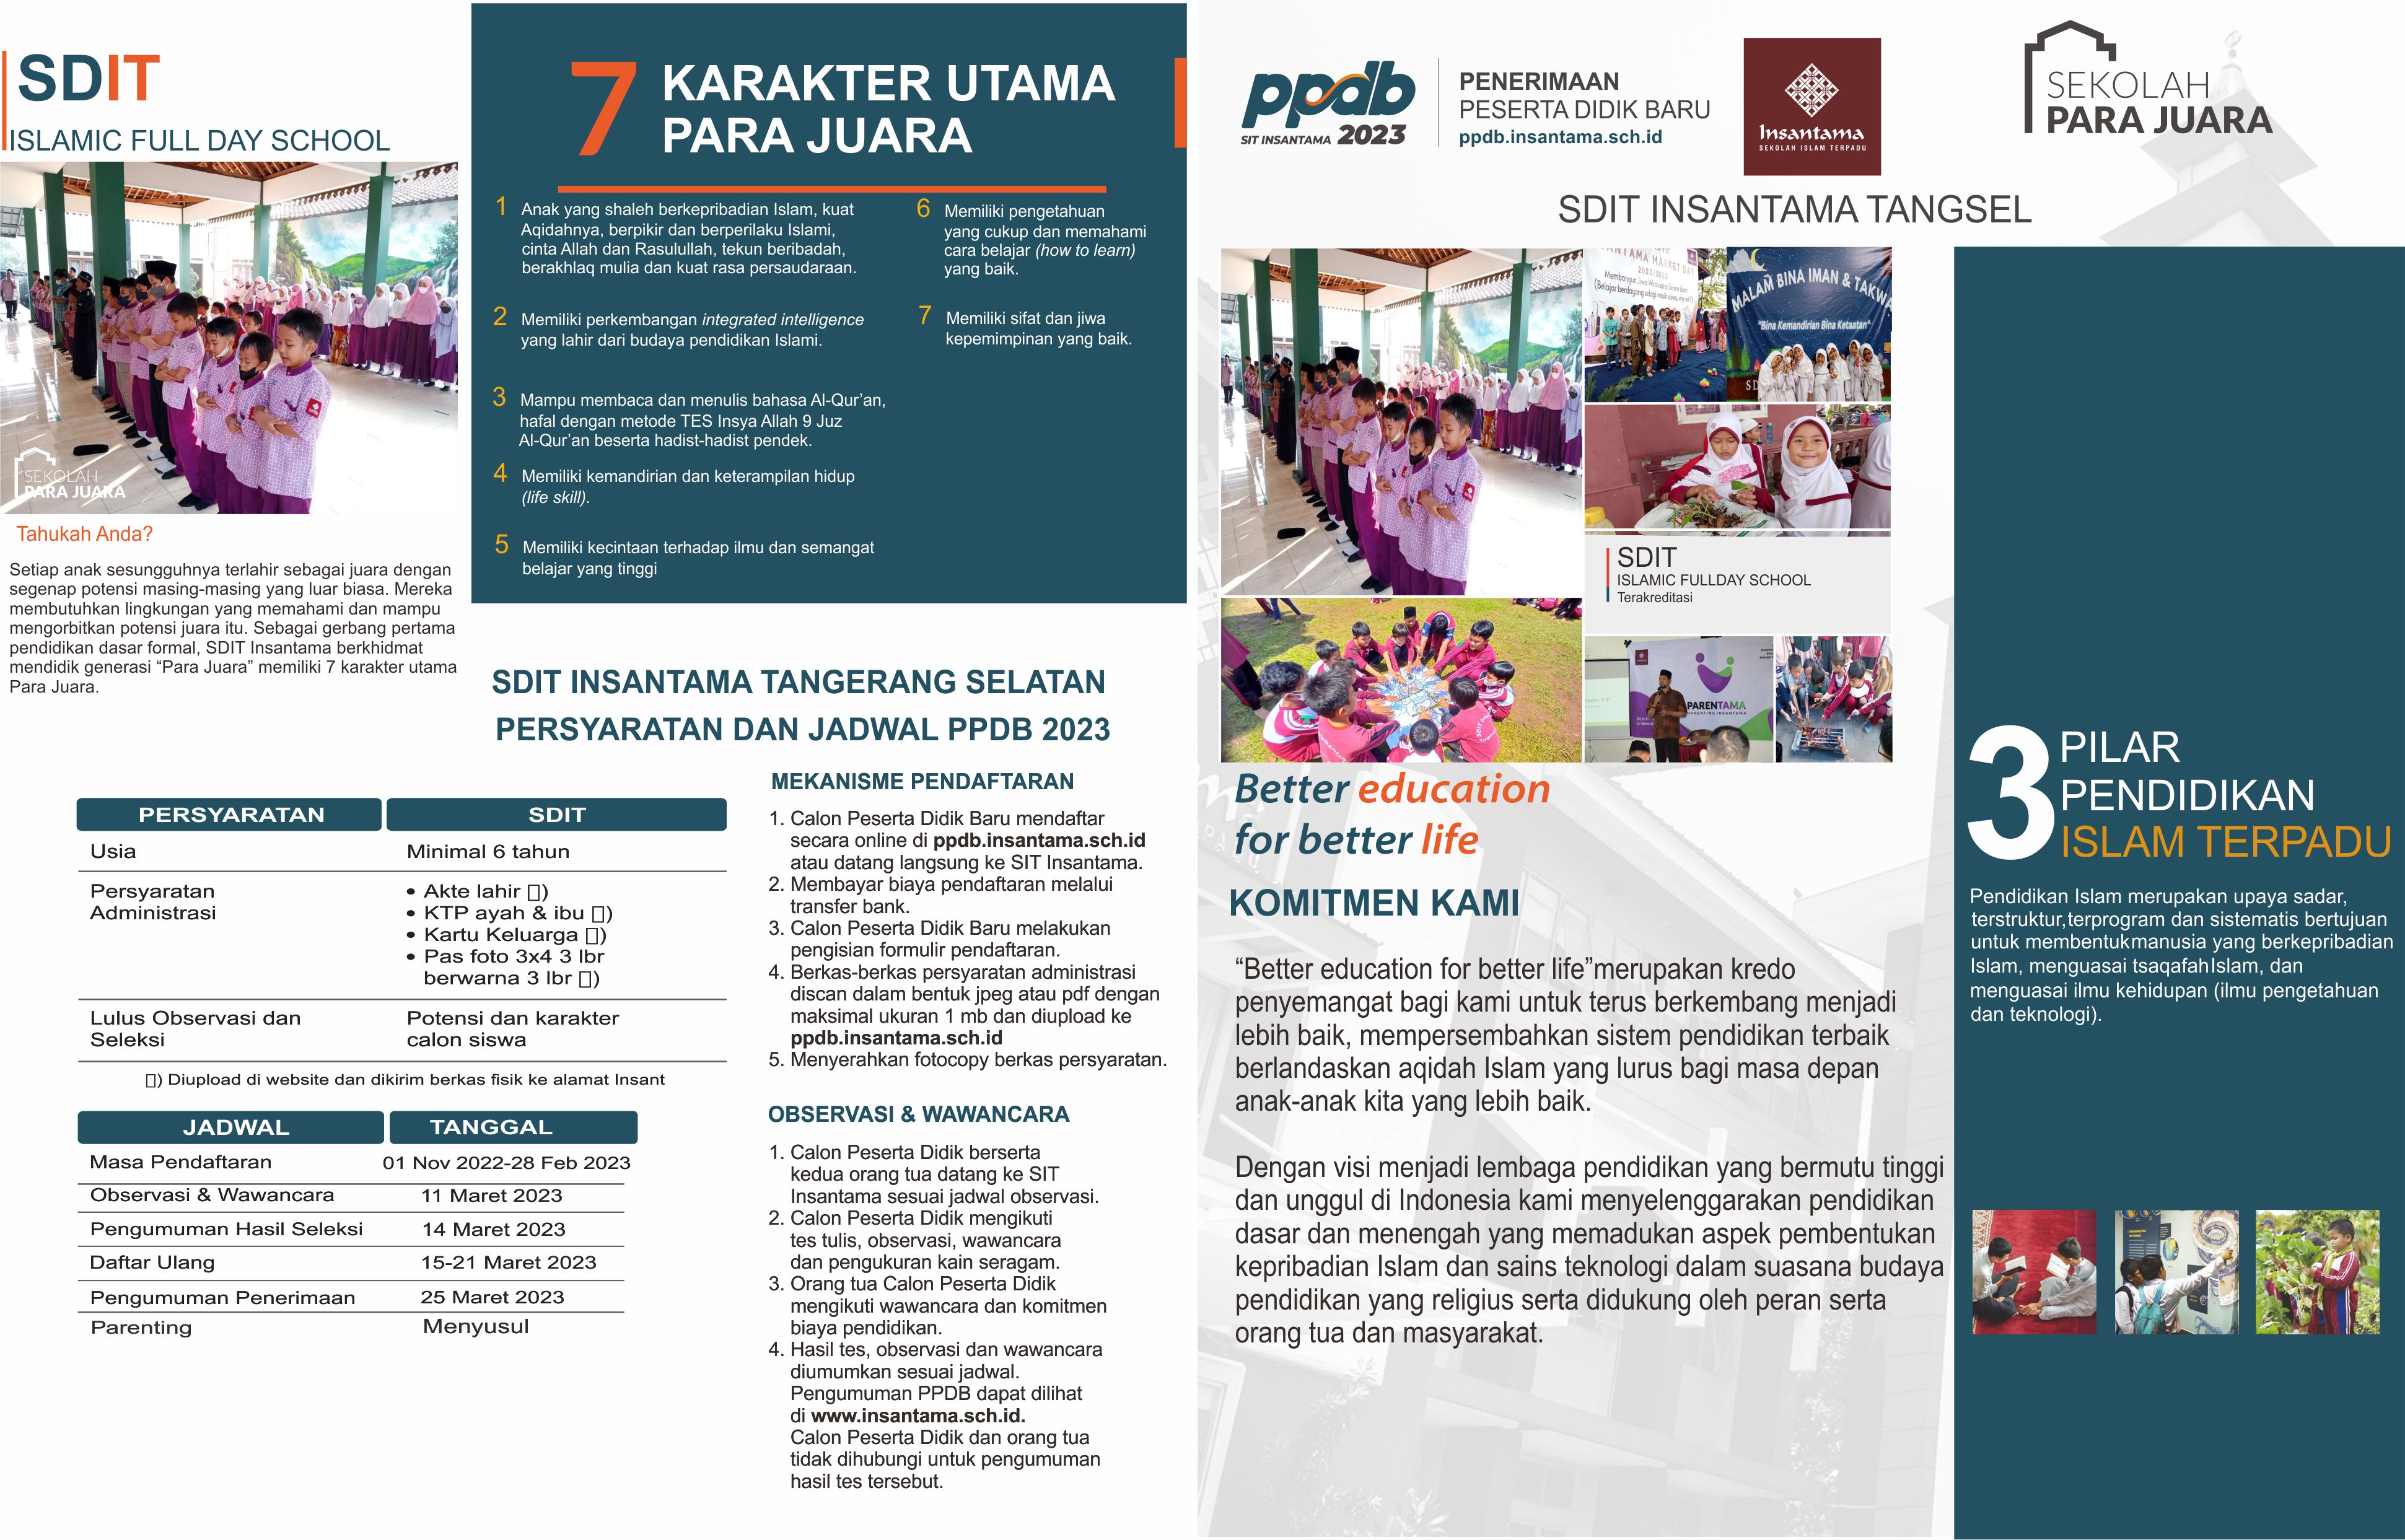 SDIT
ISLAMIC FULL DAY SCHOOL
SEKOLAH
PARA JUARA
Tahukah Anda?
Setiap anak sesungguhnya terlahir sebagai juara dengan
segenap potensi masing-masing yang luar biasa. Mereka
membutuhkan lingkungan yang memahami dan mampu
mengorbitkan potensi juara itu. Sebagai gerbang pertama
pendidikan dasar formal, SDIT Insantama berkhidmat
mendidik generasi “Para Juara” memiliki 7 karakter utama
Para Juara.
7 KARAKTER UTAMA
PARA JUARA
1 Anak yang shaleh berkepribadian Islam, kuat
Aqidahnya, berpikir dan berperilaku Islami,
cinta Allah dan Rasulullah, tekun beribadah,
berakhlaq mulia dan kuat rasa persaudaraan.
2 Memiliki perkembangan integrated intelligence
yang lahir dari budaya pendidikan Islami.
3 Mampu membaca dan menulis bahasa Al-Qur’an,
hafal dengan metode TES Insya Allah 9 Juz
Al-Qur’an beserta hadist-hadist pendek.
4 Memiliki kemandirian dan keterampilan hidup
(life skill).
5 Memiliki kecintaan terhadap ilmu dan semangat
belajar yang tinggi
6 Memiliki pengetahuan
yang cukup dan memahami
cara belajar (how to learn)
yang baik.
7 Memiliki sifat dan jiwa
kepemimpinan yang baik.
SDIT INSANTAMA TANGERANG SELATAN
PERSYARATAN DAN JADWAL PPDB 2023
PERSYARATAN SDIT
Usia Minimal 6 tahun
Persyaratan
Administrasi
• Akte lahir ▯)
• KTP ayah & ibu ▯)
• Kartu Keluarga ▯)
• Pas foto 3x4 3 lbr
berwarna 3 lbr ▯)
Lulus Observasi dan
Seleksi
Potensi dan karakter
calon siswa
▯) Diupload di website dan dikirim berkas fisik ke alamat Insant
JADWAL TANGGAL
Masa Pendaftaran 01 Nov 2022-28 Feb 2023
Observasi & Wawancara 11 Maret 2023
Pengumuman Hasil Seleksi 14 Maret 2023
Daftar Ulang 15-21 Maret 2023
Pengumuman Penerimaan 25 Maret 2023
Parenting Menyusul
MEKANISME PENDAFTARAN
1. Calon Peserta Didik Baru mendaftar
secara online di ppdb.insantama.sch.id
atau datang langsung ke SIT Insantama.
2. Membayar biaya pendaftaran melalui
transfer bank.
3. Calon Peserta Didik Baru melakukan
pengisian formulir pendaftaran.
4. Berkas-berkas persyaratan administrasi
discan dalam bentuk jpeg atau pdf dengan
maksimal ukuran 1 mb dan diupload ke
ppdb.insantama.sch.id
5. Menyerahkan fotocopy berkas persyaratan.
OBSERVASI & WAWANCARA
1. Calon Peserta Didik berserta
kedua orang tua datang ke SIT
Insantama sesuai jadwal observasi.
2. Calon Peserta Didik mengikuti
tes tulis, observasi, wawancara
dan pengukuran kain seragam.
3. Orang tua Calon Peserta Didik
mengikuti wawancara dan komitmen
biaya pendidikan.
4. Hasil tes, observasi dan wawancara
diumumkan sesuai jadwal.
Pengumuman PPDB dapat dilihat
di www.insantama.sch.id.
Calon Peserta Didik dan orang tua
tidak dihubungi untuk pengumuman
hasil tes tersebut.
ppdb
SIT INSANTAMA 2023
PENERIMAAN
PESERTA DIDIK BARU
ppdb.insantama.sch.id
Insantama
SEKOLAH ISLAM TERPADU
SEKOLAH
PARA JUARA
SDIT INSANTAMA TANGSEL
NTAMA MARKET DAY
(Belajar berdagang selagi masih siswa, why not?)
MALAM BINA IMAN & TAKW
"Bina Kemandirian Bina Ketaatan"
SD
SDIT
ISLAMIC FULLDAY SCHOOL
Terakreditasi
PARENTAMA
PARENTING INSANTAMA
Better education
for better life
KOMITMEN KAMI
“Better education for better life”merupakan kredo
penyemangat bagi kami untuk terus berkembang menjadi
lebih baik, mempersembahkan sistem pendidikan terbaik
berlandaskan aqidah Islam yang lurus bagi masa depan
anak-anak kita yang lebih baik.
Dengan visi menjadi lembaga pendidikan yang bermutu tinggi
dan unggul di Indonesia kami menyelenggarakan pendidikan
dasar dan menengah yang memadukan aspek pembentukan
kepribadian Islam dan sains teknologi dalam suasana budaya
pendidikan yang religius serta didukung oleh peran serta
orang tua dan masyarakat.
3 PILAR
PENDIDIKAN
ISLAM TERPADU
Pendidikan Islam merupakan upaya sadar,
terstruktur,terprogram dan sistematis bertujuan
untuk membentukmanusia yang berkepribadian
Islam, menguasai tsaqafahIslam, dan
menguasai ilmu kehidupan (ilmu pengetahuan
dan teknologi).